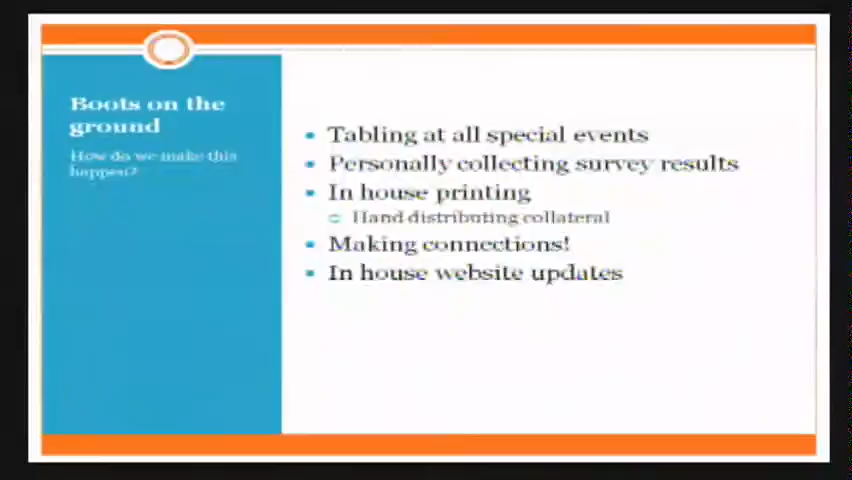 Boots on the
ground
How do we make this
happen?
Tabling at all special events
Personally collecting survey results
In house printing
Hand distributing collateral
Making connections!
In house website updates